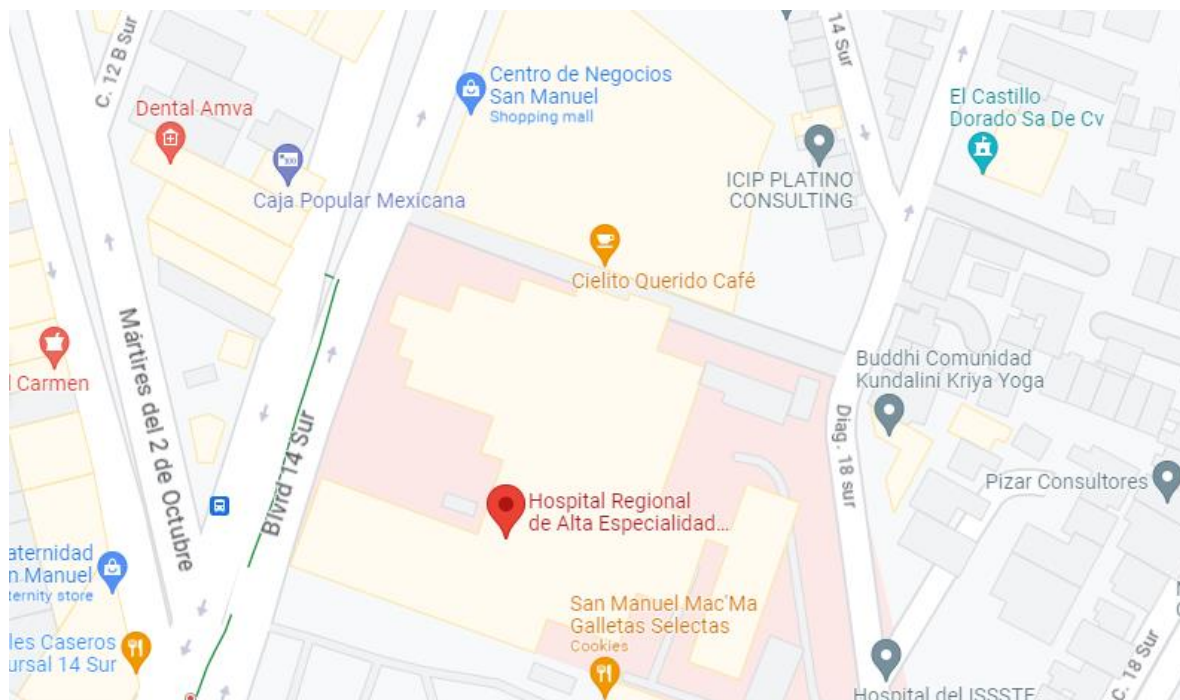 C. 12 B Sur
14 Sur
Centro de Negocios
San Manuel
Shopping mall
Dental Amva
El Castillo
Dorado Sa De Cv
Caja Popular Mexicana
100
ICIP PLATINO
CONSULTING
Cielito Querido Café
Mártires del 2 de Octubre
l Carmen
Buddhi Comunidad
Kundalini Kriya Yoga
Diag. 18 sur
Blvrd 14 Sur
Pizar Consultores
Hospital Regional
de Alta Especialidad...
aternidad
n Manuel
ternity store
San Manuel Mac'Ma
Galletas Selectas
Cookies
les Caseros
ursal 14 Sur
C. 18 Sur
Hospital del ISSSTE